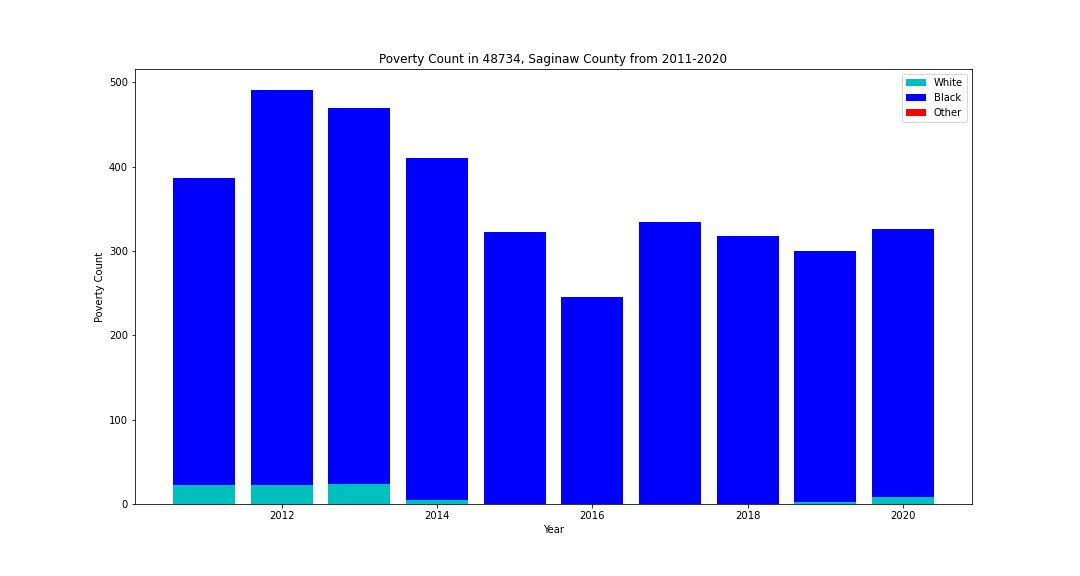 Poverty Count in 48734, Saginaw County from 2011-2020
White
Black
Other
500
400
300
200
100
0
Poverty Count
2012 2014 2016 2018 2020
Year